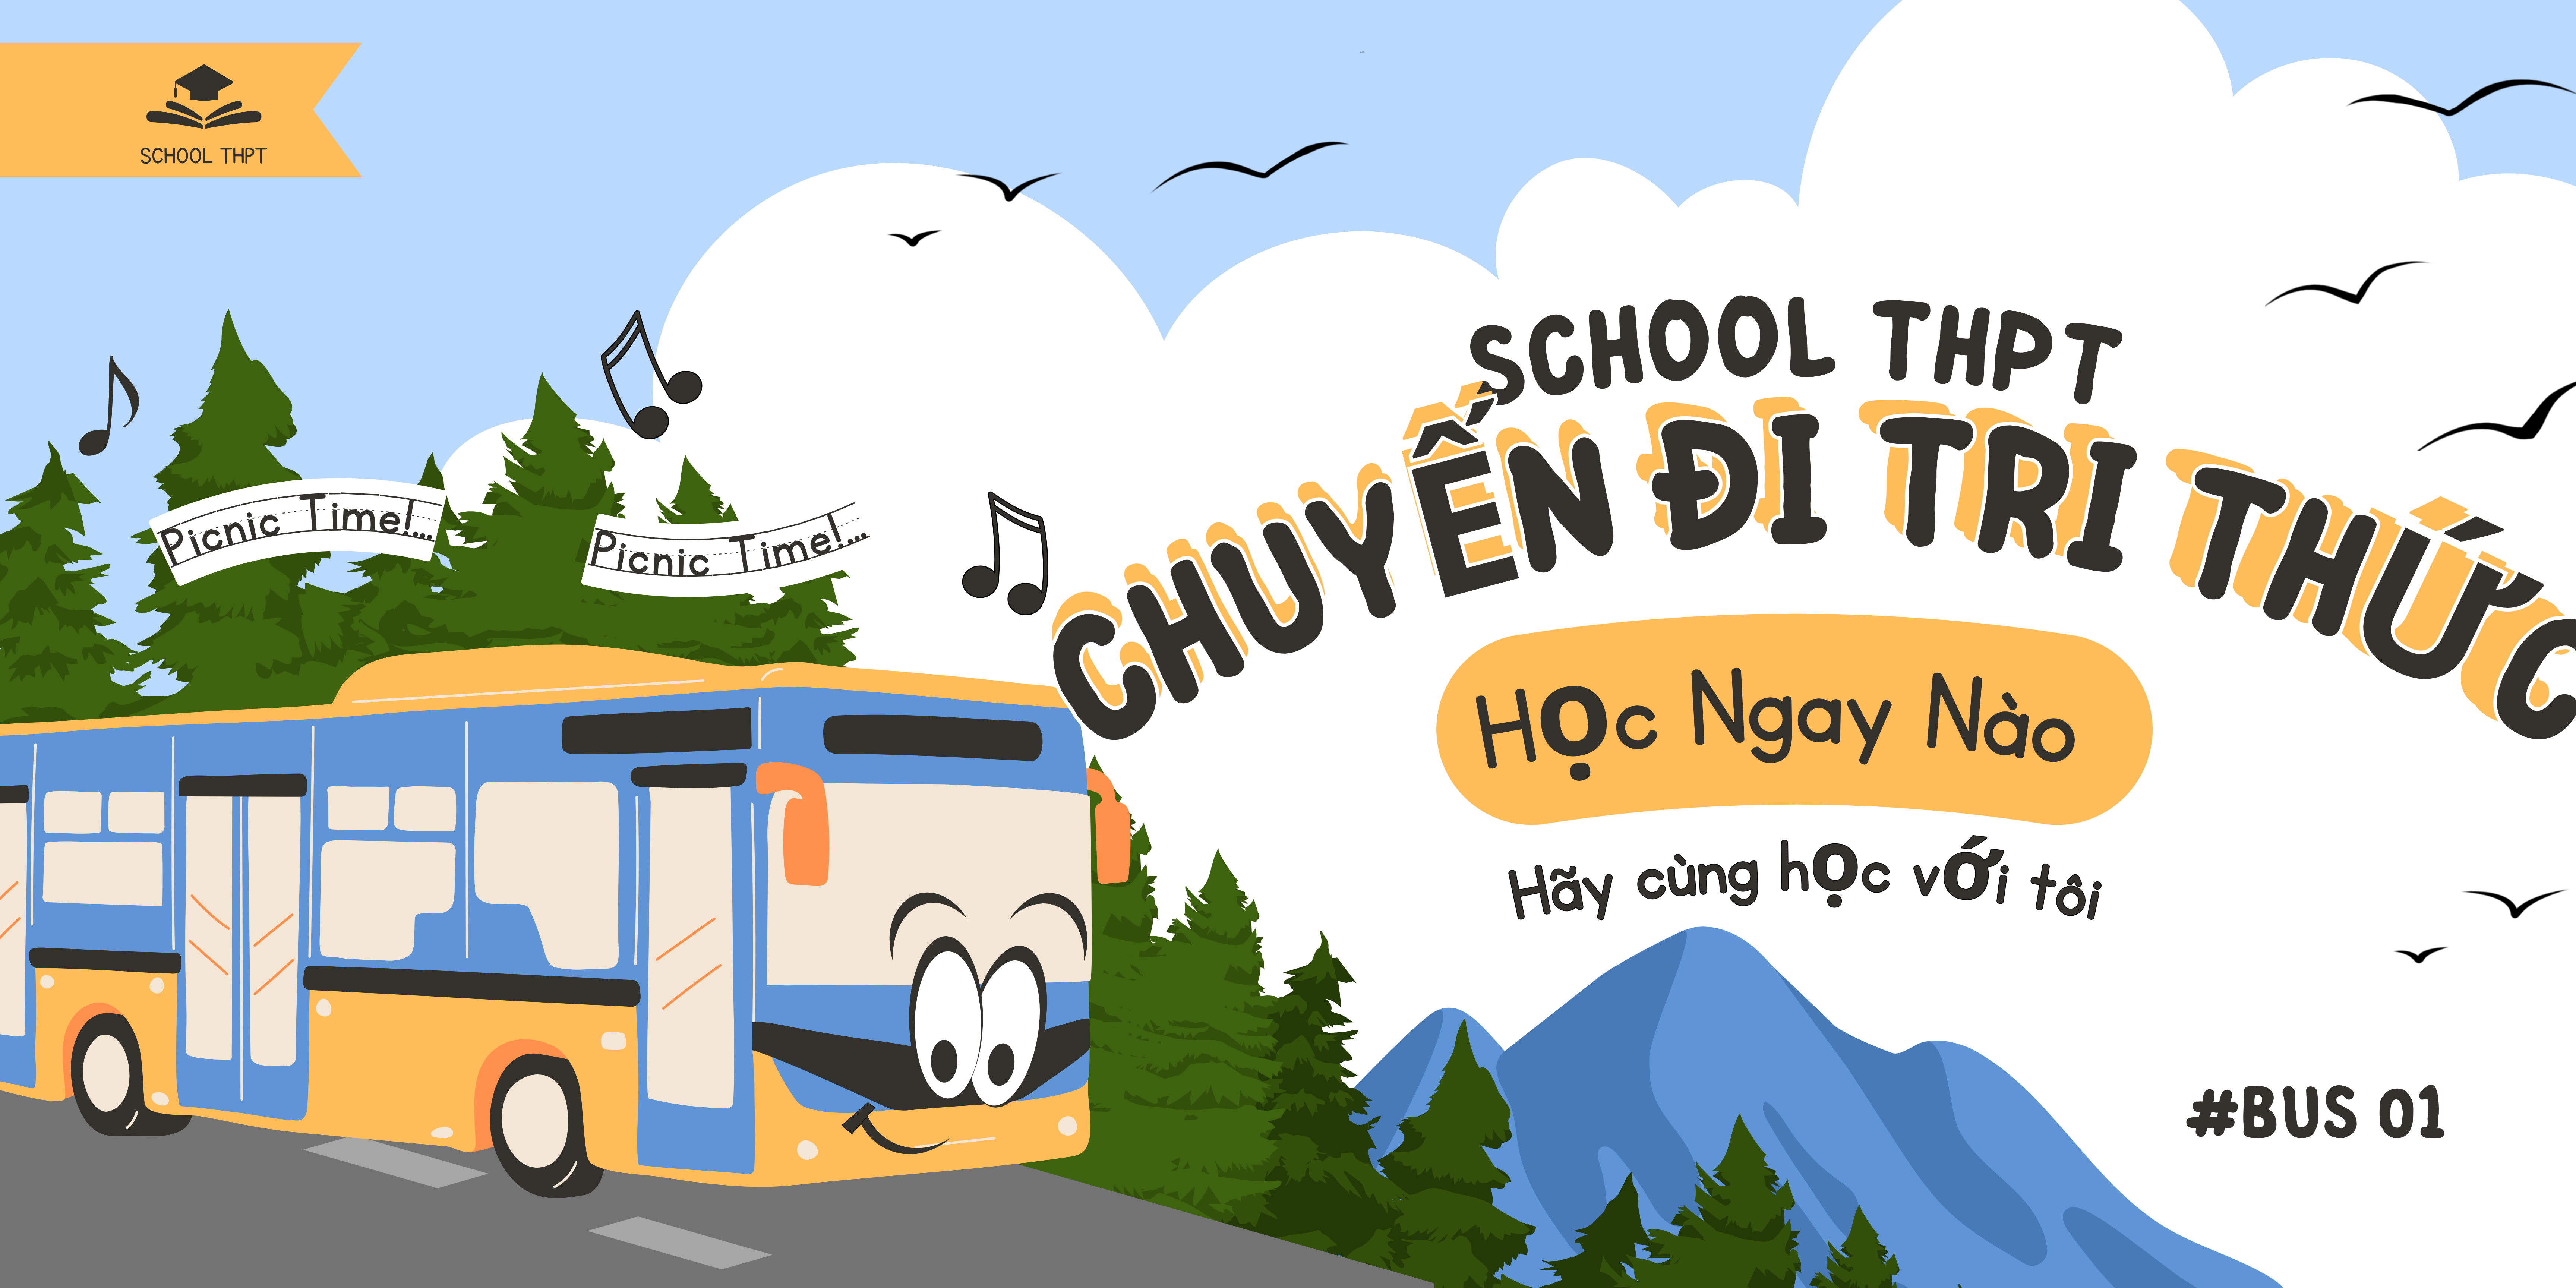 SCHOOL THPT
SCHOOL THPT
CHUYẾN ĐI TRI THỨC
Picnic Time!...
Picnic Time!...
Học Ngay Nào
Hãy cùng học với tôi
#BUS 01